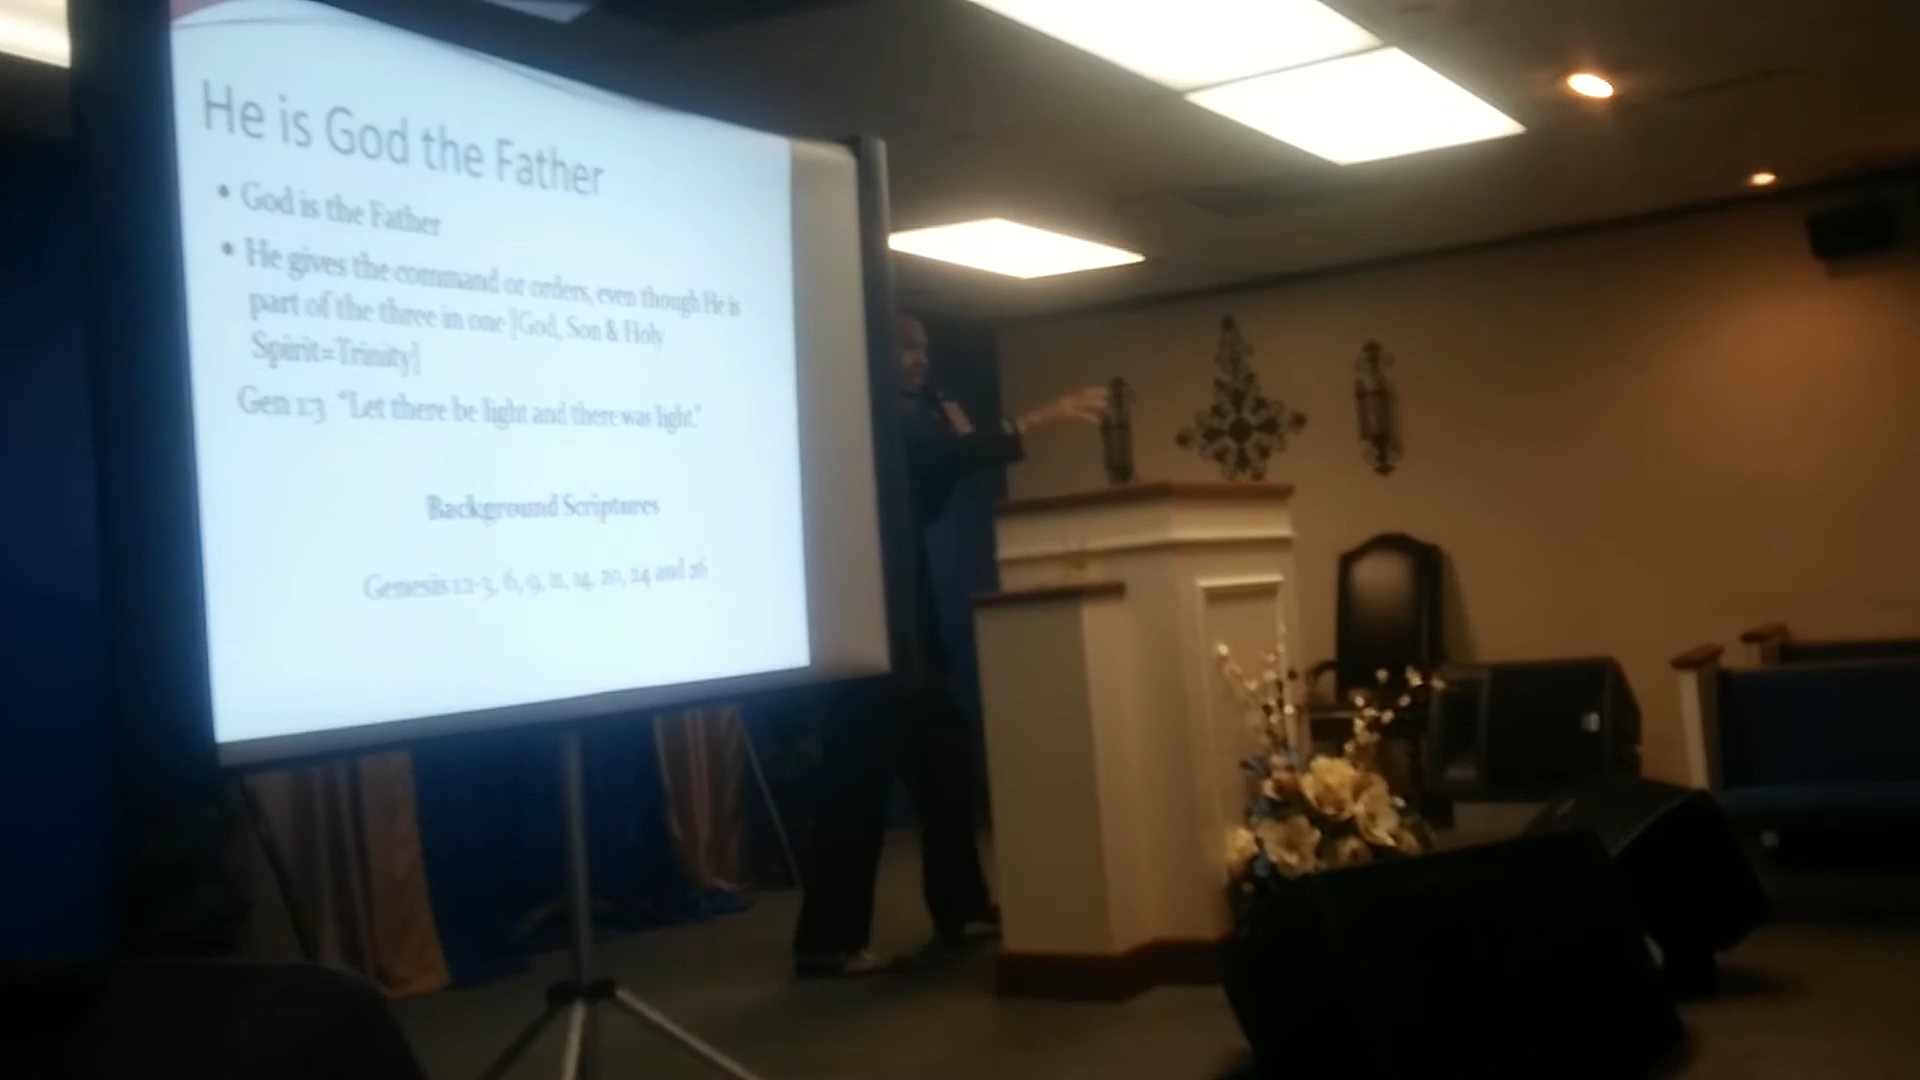 He is God the Father
• God is the Father
• He gives the command or orders, even though He is
part of the three in one [God, Son & Holy
Spirit=Trinity]
Gen 1:3 "Let there be light and there was light."
Background Scriptures
Genesis 1:2-3, 6, 9, 11, 14, 20, 24 and 26